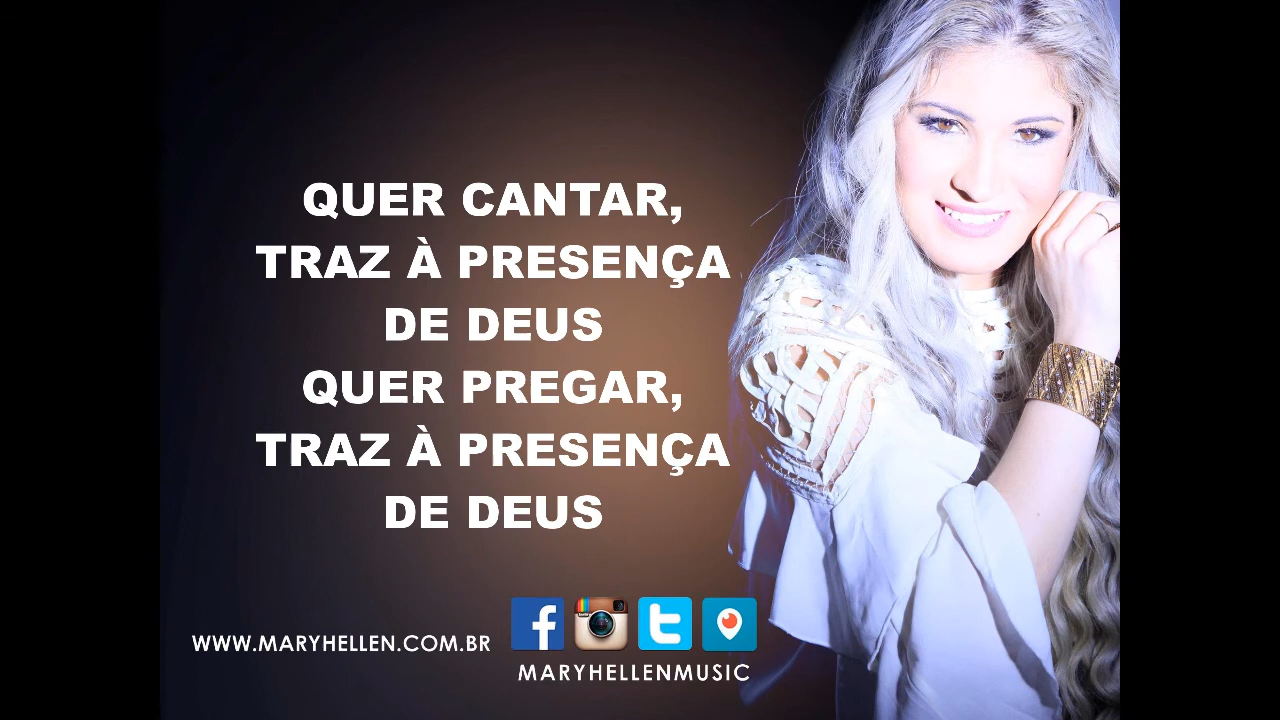 QUER CANTAR,
TRAZ À PRESENÇA
DE DEUS
QUER PREGAR,
TRAZ À PRESENÇA
DE DEUS
WWW.MARYHELLEN.COM.BR
MARYHELLENMUSIC